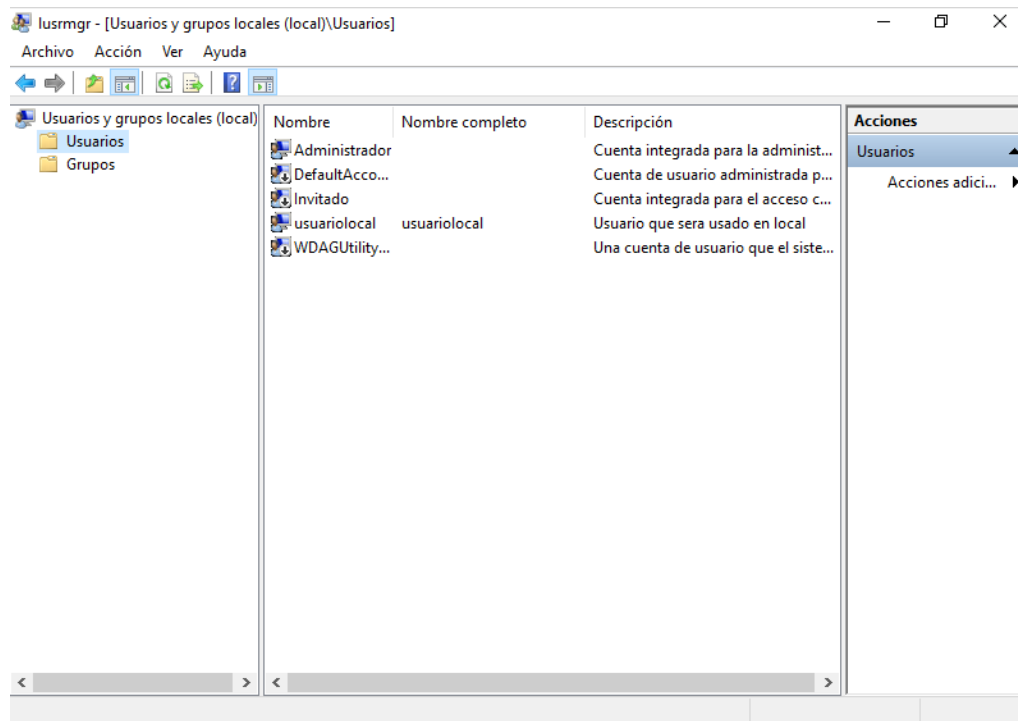 lusrmgr - [Usuarios y grupos locales (local)\Usuarios]
Archivo Acción Ver Ayuda
Usuarios y grupos locales (local)
Usuarios
Grupos
Nombre Nombre completo Descripción
Administrador Cuenta integrada para la administ...
DefaultAcco... Cuenta de usuario administrada p...
Invitado Cuenta integrada para el acceso c...
usuariolocal usuariolocal Usuario que sera usado en local
WDAGUtility... Una cuenta de usuario que el siste...
Acciones
Usuarios
Acciones adici...